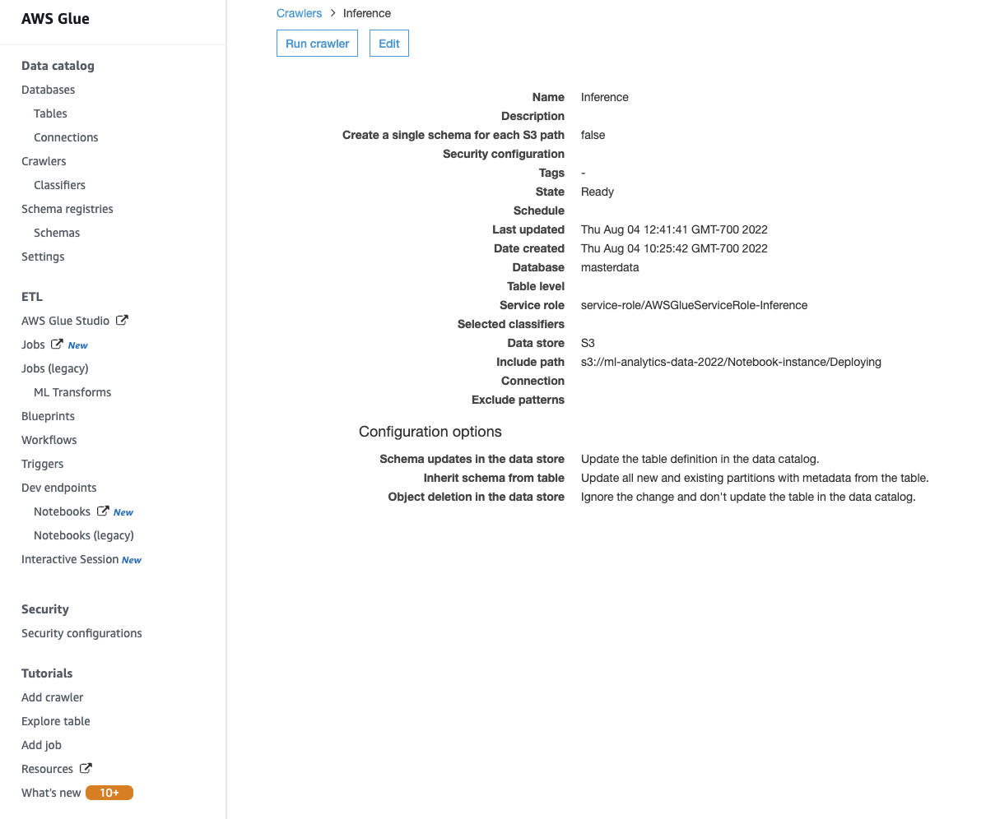 AWS Glue
Data catalog
Databases
Tables
Connections
Crawlers
Classifiers
Schema registries
Schemas
Settings
ETL
AWS Glue Studio
Jobs New
Jobs (legacy)
ML Transforms
Blueprints
Workflows
Triggers
Dev endpoints
Notebooks New
Notebooks (legacy)
Interactive Session New
Security
Security configurations
Tutorials
Add crawler
Explore table
Add job
Resources
What's new 10+
Crawlers > Inference
Run crawler Edit
Name Inference
Description
Create a single schema for each S3 path false
Security configuration
Tags -
State Ready
Schedule
Last updated Thu Aug 04 12:41:41 GMT-700 2022
Date created Thu Aug 04 10:25:42 GMT-700 2022
Database masterdata
Table level
Service role service-role/AWSGlueServiceRole-Inference
Selected classifiers
Data store S3
Include path s3://ml-analytics-data-2022/Notebook-instance/Deploying
Connection
Exclude patterns
Configuration options
Schema updates in the data store Update the table definition in the data catalog.
Inherit schema from table Update all new and existing partitions with metadata from the table.
Object deletion in the data store Ignore the change and don't update the table in the data catalog.